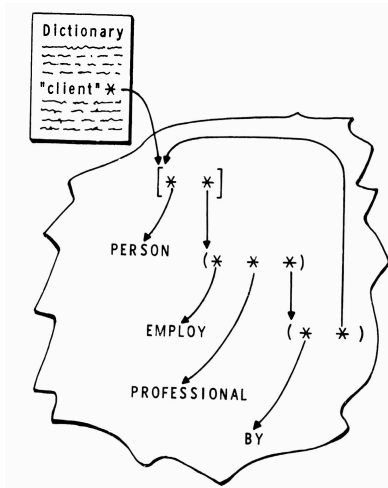 Dictionary
"client" *
[* *]
PERSON
(* * *)
EMPLOY
(* *)
PROFESSIONAL
BY